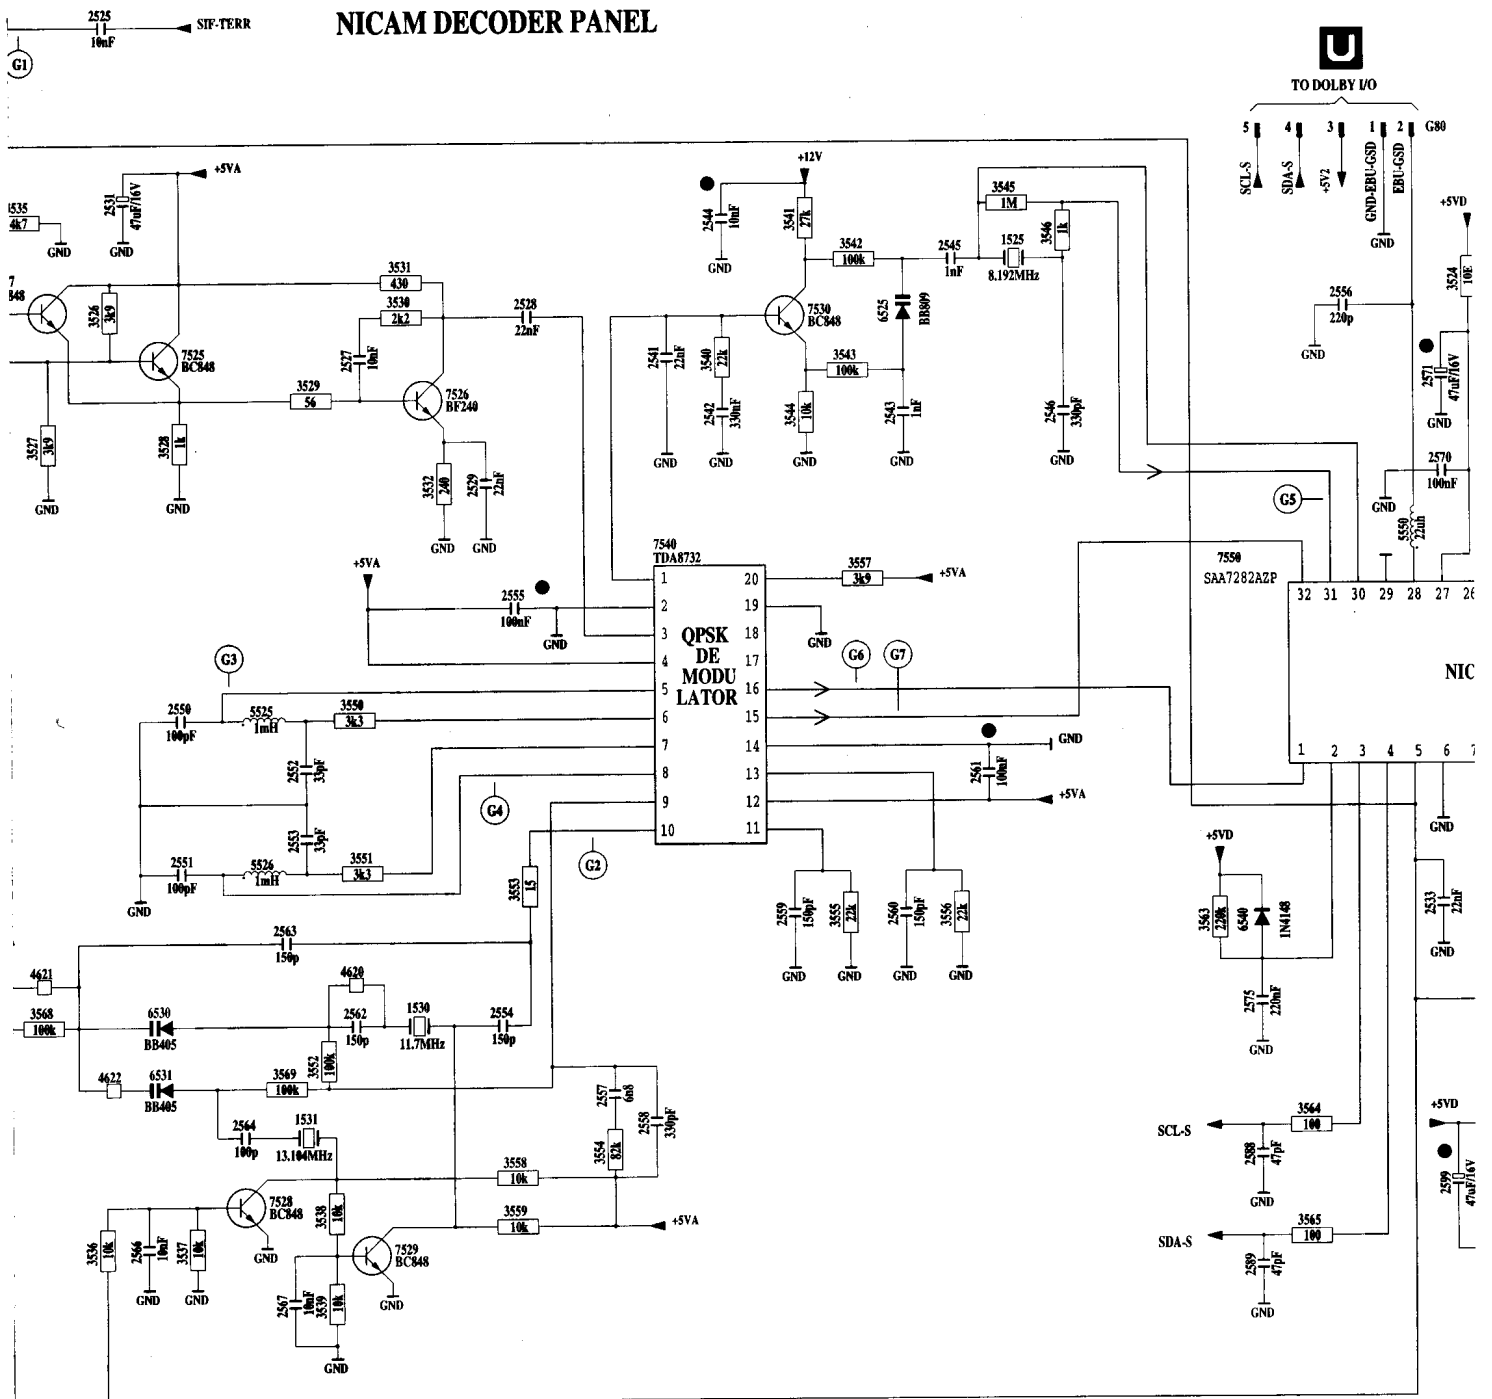 NICAM DECODER PANEL
2525
10nF
SIF-TERR
G1
U
TO DOLBY I/O
5 4 3 1 2 G80
SCL-S
SDA-S
+5V2
GND-EBU-GSD
EBU-GSD
GND
+5VD
3524
10E
2556
220p
GND
2571
47uF/16V
GND
2570
100nF
GND
5550
22uh
3535
4k7
GND
2531
47uF/16V
GND
+5VA
848
3526
3k9
7525
BC848
3527
3k9
GND
3528
1k
GND
3531
430
3530
2k2
2527
10nF
3529
56
7526
BF240
2528
22nF
3532
240
GND
2529
22nF
GND
+12V
2544
10nF
GND
3541
27k
3542
100k
7530
BC848
2541
22nF
GND
3540
22k
2542
330nF
GND
3543
100k
3544
10k
GND
6525
BB809
2543
1nF
GND
2545
1nF
3545
1M
3546
1k
1525
8,192MHz
2546
330pF
GND
G5
7550
SAA7282AZP
32 31 30 29 28 27 26
NIC
1 2 3 4 5 6 7
GND
7540
TDA8732
QPSK
DE
MODU
LATOR
1 20
2 19
3 18
4 17
5 16
6 15
7 14
8 13
9 12
10 11
3557
3k9
+5VA
GND
G6
G7
GND
2561
100nF
+5VA
+5VA
2555
100nF
GND
G3
2550
100pF
5525
1mH
3550
3k3
2552
33pF
2553
33pF
G4
2551
100pF
5526
1mH
3551
3k3
GND
G2
3553
15
2559
150pF
GND
3555
22k
GND
2560
150pF
GND
3556
22k
GND
+5VD
3563
220k
6540
1N4148
2575
220nF
GND
2533
22nF
GND
2563
150p
4621
3568
100k
6530
BB405
4620
2562
150p
1530
11.7MHz
2554
150p
3552
100k
4622
6531
BB405
3569
100k
2564
100p
1531
13.104MHz
2557
6n8
2558
330pF
3554
82k
3558
10k
3559
10k
+5VA
7528
BC848
GND
3538
10k
7529
BC848
GND
3536
10k
2566
10nF
GND
3537
10k
GND
2567
10nF
3539
10k
GND
SCL-S
3564
100
2588
47pF
GND
SDA-S
3565
100
2589
47pF
GND
+5VD
2599
47uF/16V